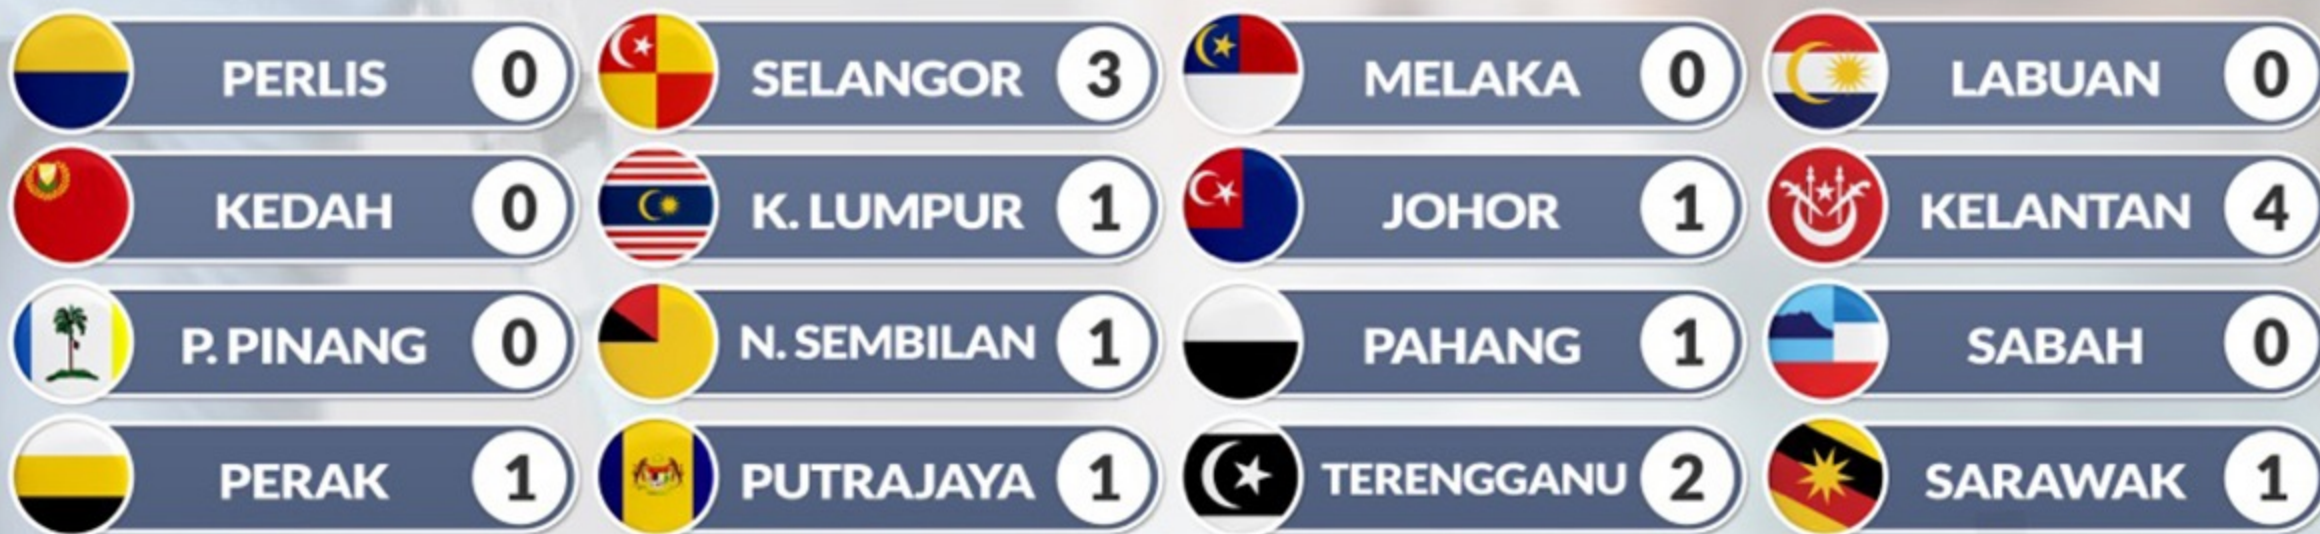 PERLIS 0 SELANGOR 3 MELAKA 0 LABUAN 0
KEDAH 0 K. LUMPUR 1 JOHOR 1 KELANTAN 4
P. PINANG 0 N. SEMBILAN 1 PAHANG 1 SABAH 0
PERAK 1 PUTRAJAYA 1 TERENGGANU 2 SARAWAK 1